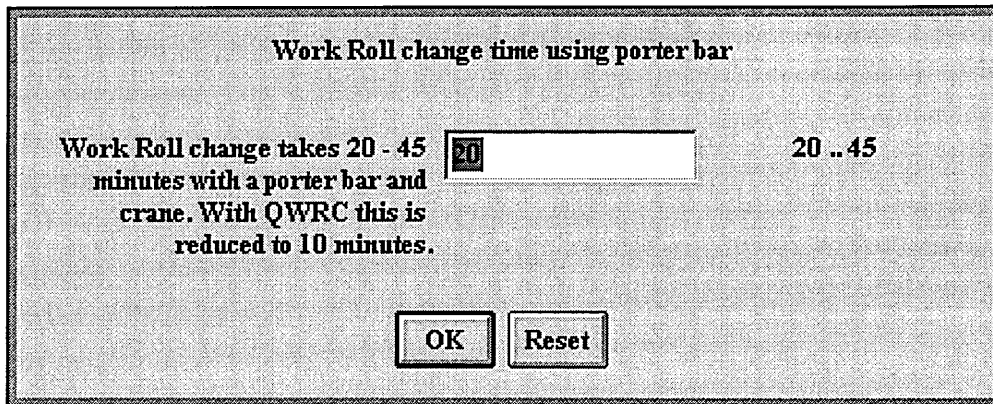 Work Roll change time using porter bar
Work Roll change takes 20 - 45
minutes with a porter bar and
crane. With QWRC this is
reduced to 10 minutes.
20
20 .. 45
OK
Reset